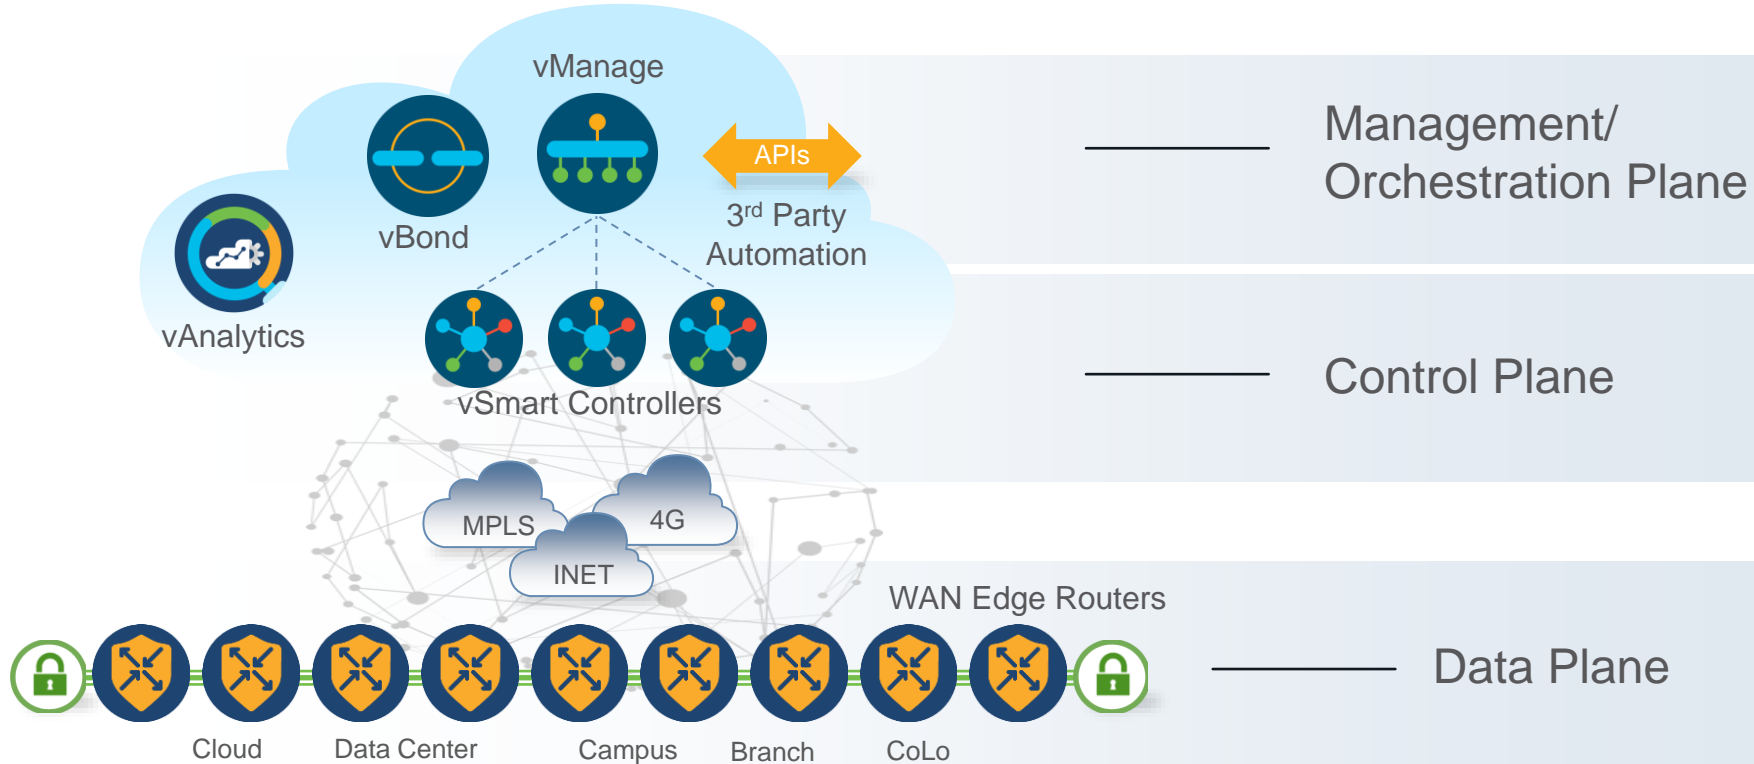 vManage
APIs
Management/
Orchestration Plane
3rd Party
Automation
vBond
vAnalytics
vSmart Controllers
Control Plane
MPLS
4G
INET
WAN Edge Routers
Data Plane
Cloud
Data Center
Campus
Branch
CoLo